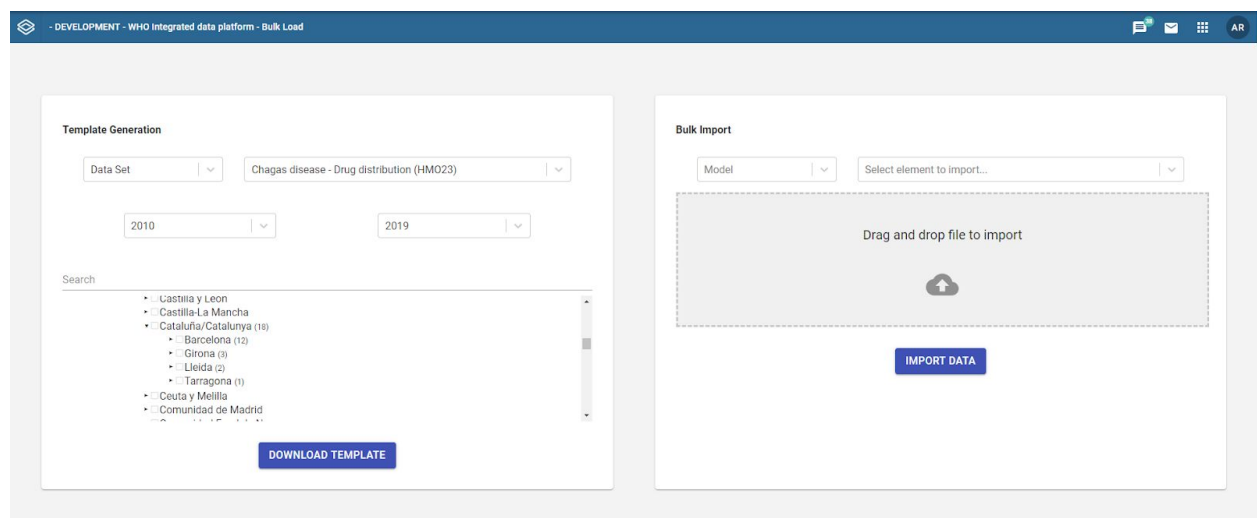 - DEVELOPMENT - WHO Integrated data platform - Bulk Load
AR
Template Generation
Data Set
Chagas disease - Drug distribution (HMO23)
2010
2019
Search
Castilla y Leon
Castilla-La Mancha
Cataluña/Catalunya (18)
Barcelona (12)
Girona (3)
Lleida (2)
Tarragona (1)
Ceuta y Melilla
Comunidad de Madrid
DOWNLOAD TEMPLATE
Bulk Import
Model
Select element to import...
Drag and drop file to import
IMPORT DATA